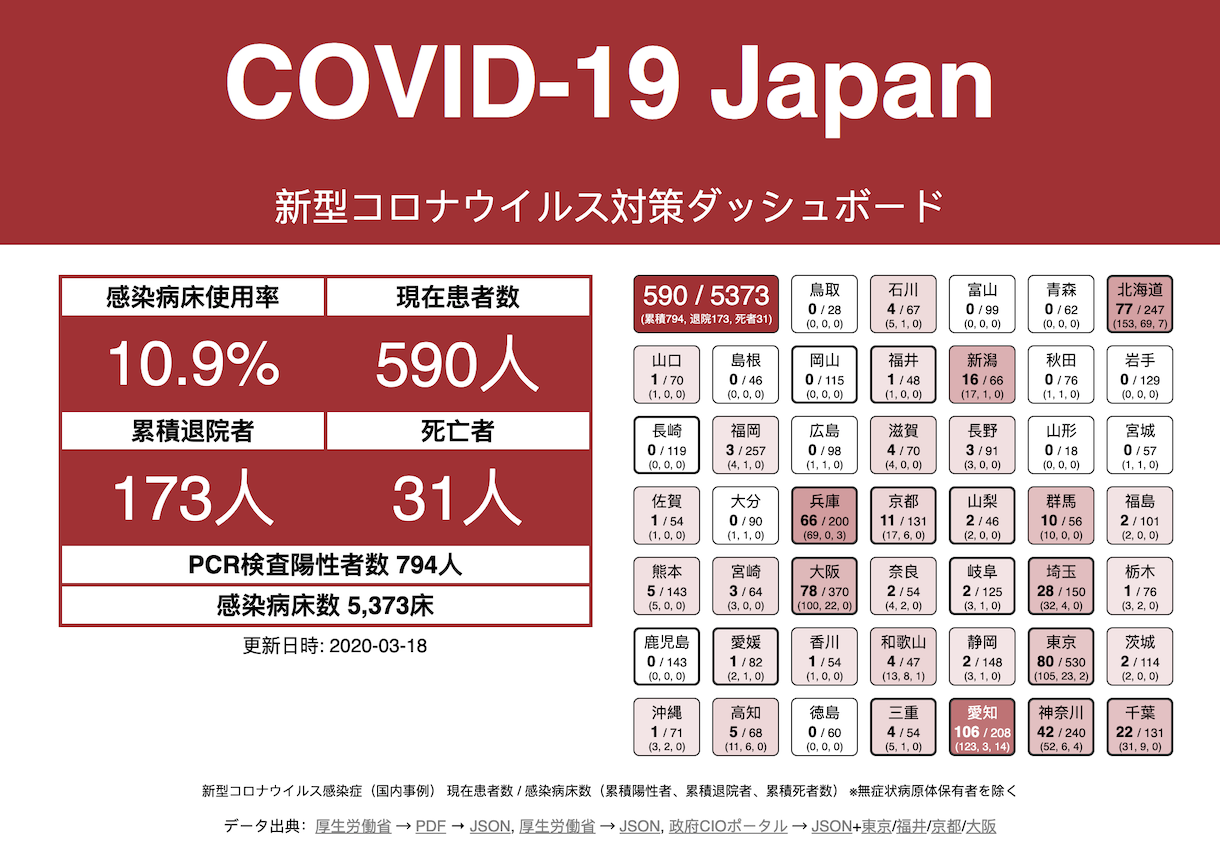 COVID-19 Japan
新型コロナウイルス対策ダッシュボード
感染病床使用率 現在患者数
10.9% 590人
累積退院者 死亡者
173人 31人
PCR検査陽性者数 794人
感染病床数 5,373床
更新日時: 2020-03-18
590 / 5373 鳥取 石川 富山 青森 北海道
0 / 28 4 / 67 0 / 99 0 / 62 77 / 247
(累積794, 退院173, 死者31) (0, 0, 0) (5, 1, 0) (0, 0, 0) (0, 0, 0) (153, 69, 7)
山口 島根 岡山 福井 新潟 秋田 岩手
1 / 70 0 / 46 0 / 115 1 / 48 16 / 66 0 / 76 0 / 129
(1, 0, 0) (0, 0, 0) (0, 0, 0) (1, 0, 0) (17, 1, 0) (1, 1, 0) (0, 0, 0)
長崎 福岡 広島 滋賀 長野 山形 宮城
0 / 119 3 / 257 0 / 98 4 / 70 3 / 91 0 / 18 0 / 57
(0, 0, 0) (4, 1, 0) (1, 1, 0) (4, 0, 0) (3, 0, 0) (0, 0, 0) (1, 1, 0)
佐賀 大分 兵庫 京都 山梨 群馬 福島
1 / 54 0 / 90 66 / 200 11 / 131 2 / 46 10 / 56 2 / 101
(1, 0, 0) (1, 1, 0) (69, 0, 3) (17, 6, 0) (2, 0, 0) (10, 0, 0) (2, 0, 0)
熊本 宮崎 大阪 奈良 岐阜 埼玉 栃木
5 / 143 3 / 64 78 / 370 2 / 54 2 / 125 28 / 150 1 / 76
(5, 0, 0) (3, 0, 0) (100, 22, 0) (4, 2, 0) (3, 1, 0) (32, 4, 0) (3, 2, 0)
鹿児島 愛媛 香川 和歌山 静岡 東京 茨城
0 / 143 1 / 82 1 / 54 4 / 47 2 / 148 80 / 530 2 / 114
(0, 0, 0) (2, 1, 0) (1, 0, 0) (13, 8, 1) (3, 1, 0) (105, 23, 2) (2, 0, 0)
沖縄 高知 徳島 三重 愛知 神奈川 千葉
1 / 71 5 / 68 0 / 60 4 / 54 106 / 208 42 / 240 22 / 131
(3, 2, 0) (11, 6, 0) (0, 0, 0) (5, 1, 0) (123, 3, 14) (52, 6, 4) (31, 9, 0)
新型コロナウイルス感染症（国内事例） 現在患者数 / 感染病床数（累積陽性者、累積退院者、累積死者数） ※無症状病原体保有者を除く
データ出典: 厚生労働省 → PDF → JSON, 厚生労働省 → JSON, 政府CIOポータル → JSON+東京/福井/京都/大阪